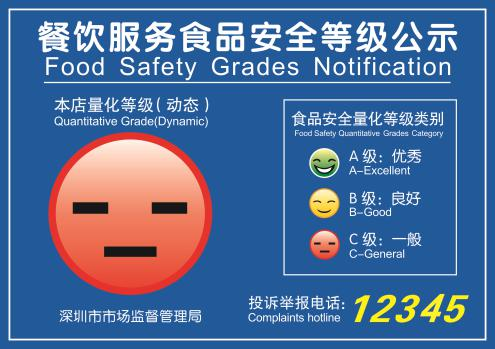 餐饮服务食品安全等级公示
Food Safety Grades Notification
本店量化等级（动态）
Quantitative Grade(Dynamic)
食品安全量化等级类别
Food Safety Quantitative Grades Category
A级：优秀
A-Excellent
B级：良好
B-Good
C级：一般
C-General
深圳市市场监督管理局
投诉举报电话:
Complaints hotline
12345